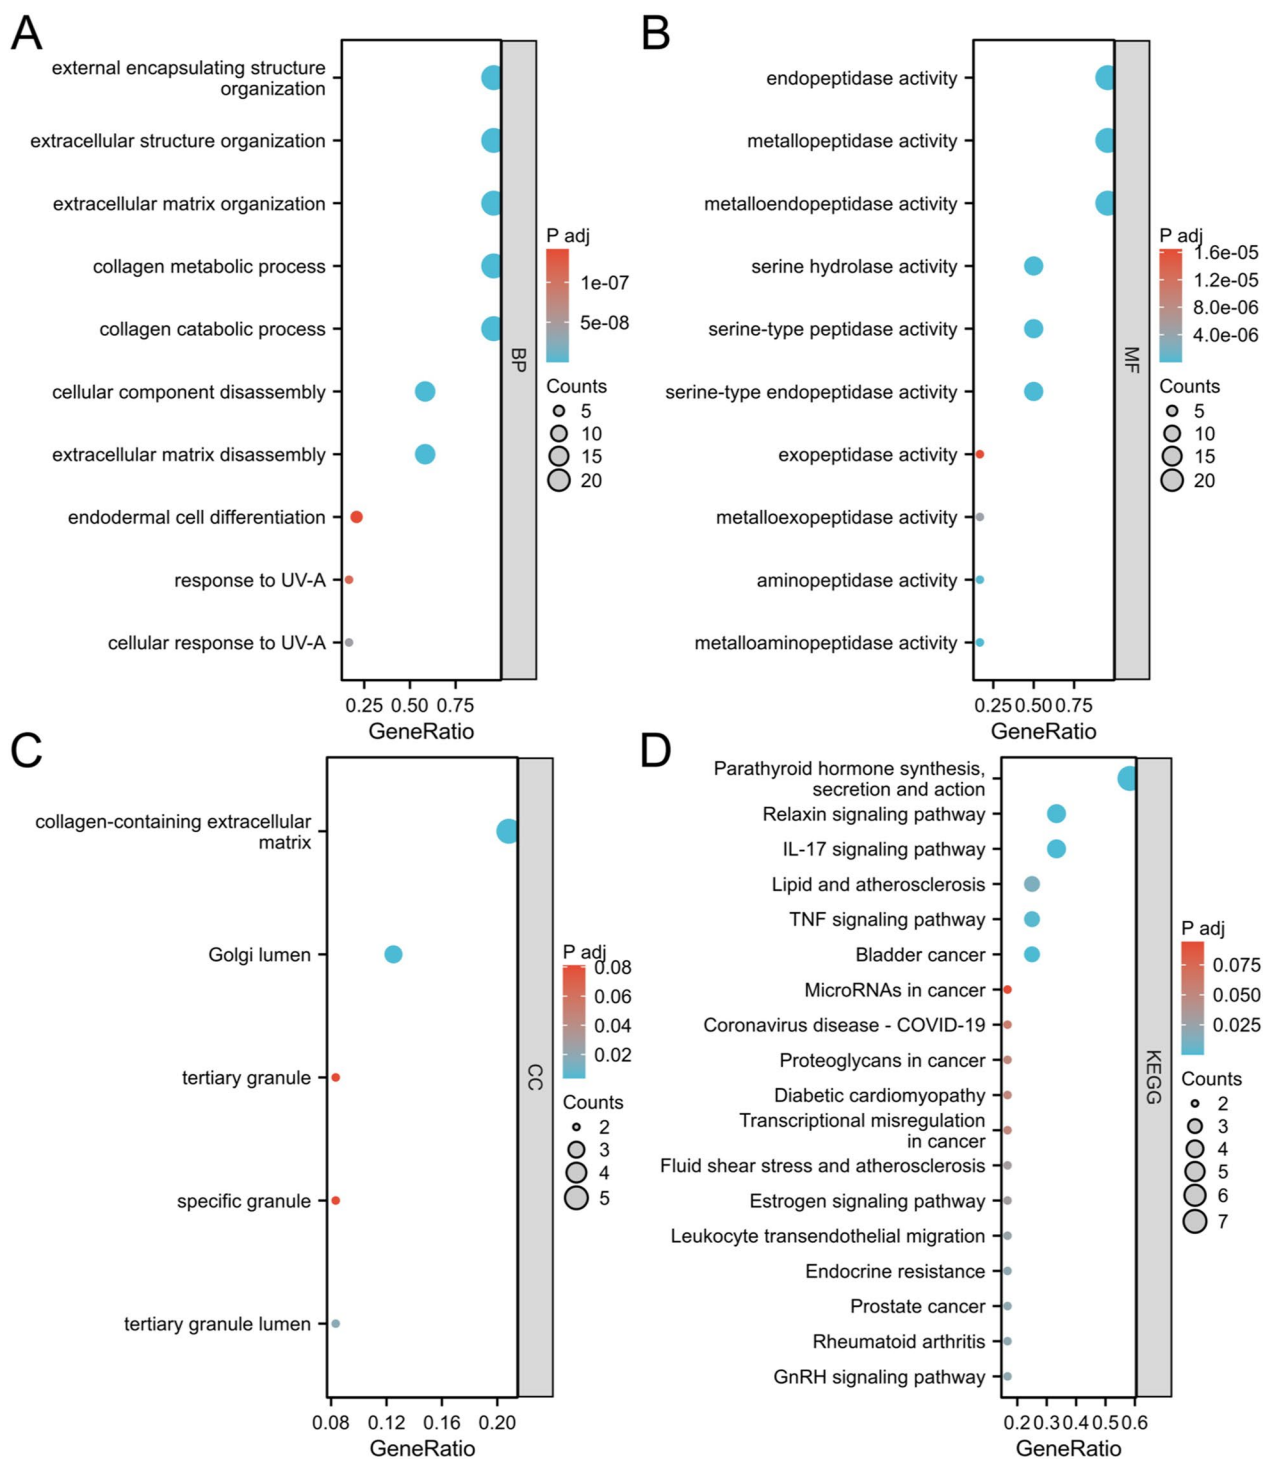 A
external encapsulating structure
organization
extracellular structure organization
extracellular matrix organization
collagen metabolic process
collagen catabolic process
cellular component disassembly
extracellular matrix disassembly
endodermal cell differentiation
response to UV-A
cellular response to UV-A
0.25 0.50 0.75
GeneRatio
BP
P adj
1e-07
5e-08
Counts
5
10
15
20
B
endopeptidase activity
metallopeptidase activity
metalloendopeptidase activity
serine hydrolase activity
serine-type peptidase activity
serine-type endopeptidase activity
exopeptidase activity
metalloexopeptidase activity
aminopeptidase activity
metalloaminopeptidase activity
0.25 0.50 0.75
GeneRatio
MF
P adj
1.6e-05
1.2e-05
8.0e-06
4.0e-06
Counts
5
10
15
20
C
collagen-containing extracellular
matrix
Golgi lumen
tertiary granule
specific granule
tertiary granule lumen
0.08 0.12 0.16 0.20
GeneRatio
CC
P adj
0.08
0.06
0.04
0.02
Counts
2
3
4
5
D
Parathyroid hormone synthesis,
secretion and action
Relaxin signaling pathway
IL-17 signaling pathway
Lipid and atherosclerosis
TNF signaling pathway
Bladder cancer
MicroRNAs in cancer
Coronavirus disease - COVID-19
Proteoglycans in cancer
Diabetic cardiomyopathy
Transcriptional misregulation
in cancer
Fluid shear stress and atherosclerosis
Estrogen signaling pathway
Leukocyte transendothelial migration
Endocrine resistance
Prostate cancer
Rheumatoid arthritis
GnRH signaling pathway
0.2 0.3 0.4 0.5 0.6
GeneRatio
KEGG
P adj
0.075
0.050
0.025
Counts
2
3
4
5
6
7